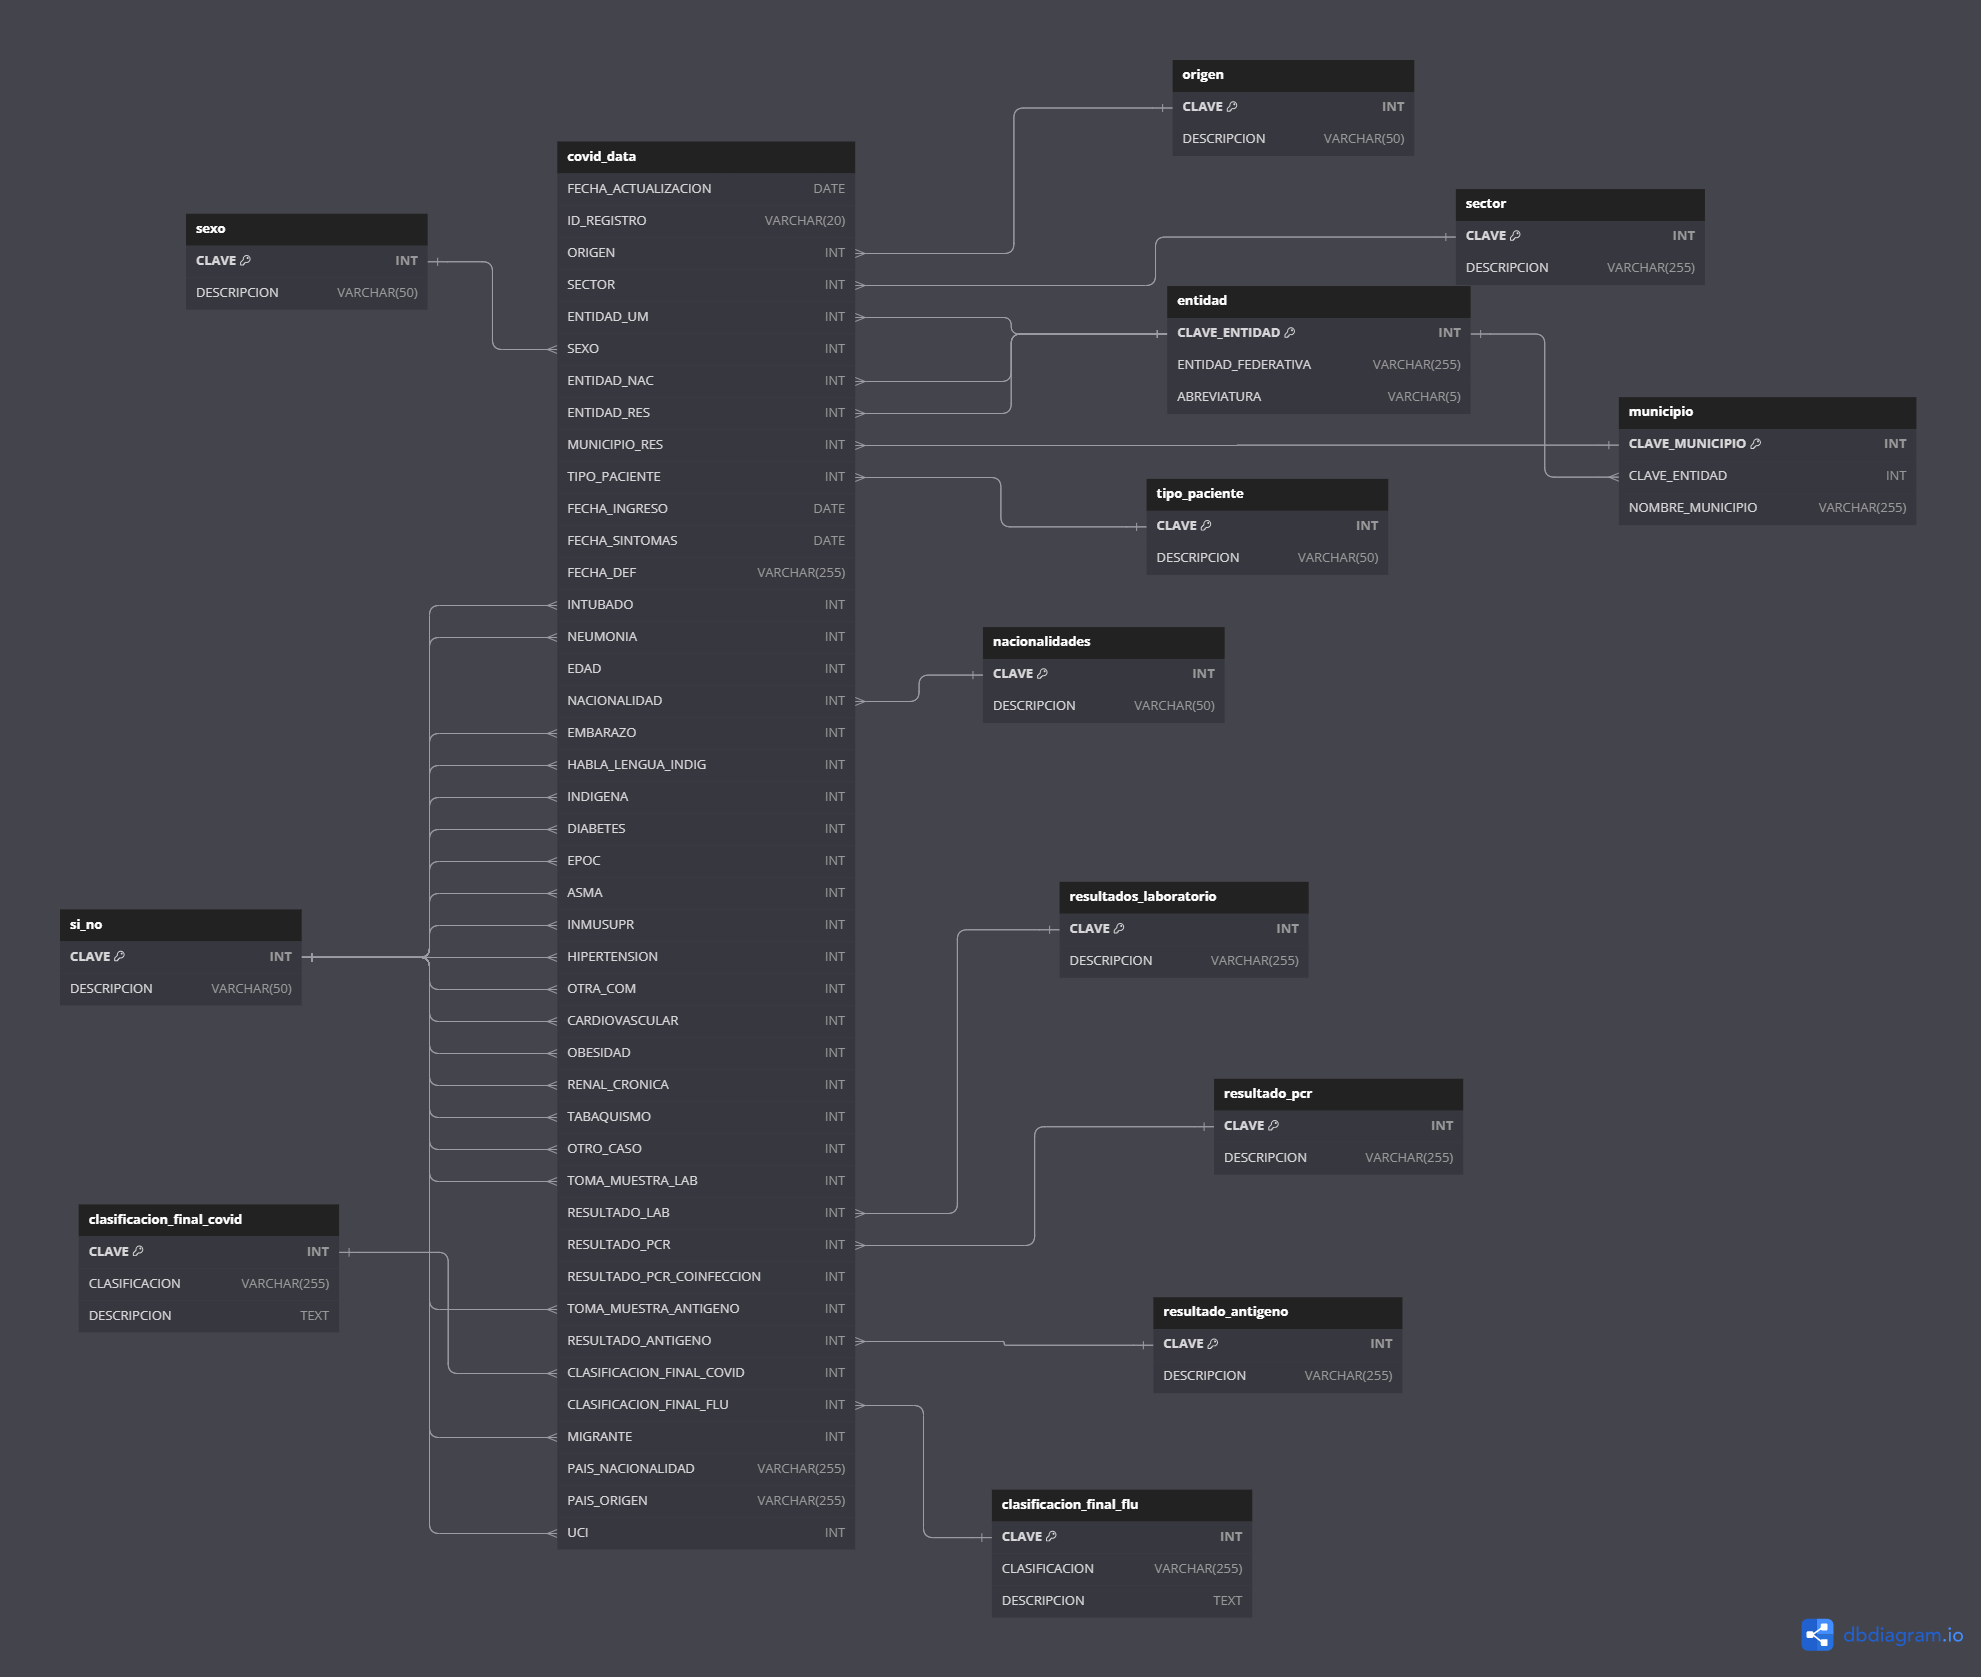 origen
CLAVE INT
DESCRIPCION VARCHAR(50)
covid_data
FECHA_ACTUALIZACION DATE
ID_REGISTRO VARCHAR(20)
ORIGEN INT
SECTOR INT
ENTIDAD_UM INT
SEXO INT
ENTIDAD_NAC INT
ENTIDAD_RES INT
MUNICIPIO_RES INT
TIPO_PACIENTE INT
FECHA_INGRESO DATE
FECHA_SINTOMAS DATE
FECHA_DEF VARCHAR(255)
INTUBADO INT
NEUMONIA INT
EDAD INT
NACIONALIDAD INT
EMBARAZO INT
HABLA_LENGUA_INDIG INT
INDIGENA INT
DIABETES INT
EPOC INT
ASMA INT
INMUSUPR INT
HIPERTENSION INT
OTRA_COM INT
CARDIOVASCULAR INT
OBESIDAD INT
RENAL_CRONICA INT
TABAQUISMO INT
OTRO_CASO INT
TOMA_MUESTRA_LAB INT
RESULTADO_LAB INT
RESULTADO_PCR INT
RESULTADO_PCR_COINFECCION INT
TOMA_MUESTRA_ANTIGENO INT
RESULTADO_ANTIGENO INT
CLASIFICACION_FINAL_COVID INT
CLASIFICACION_FINAL_FLU INT
MIGRANTE INT
PAIS_NACIONALIDAD VARCHAR(255)
PAIS_ORIGEN VARCHAR(255)
UCI INT
sector
CLAVE INT
DESCRIPCION VARCHAR(255)
sexo
CLAVE INT
DESCRIPCION VARCHAR(50)
entidad
CLAVE_ENTIDAD INT
ENTIDAD_FEDERATIVA VARCHAR(255)
ABREVIATURA VARCHAR(5)
municipio
CLAVE_MUNICIPIO INT
CLAVE_ENTIDAD INT
NOMBRE_MUNICIPIO VARCHAR(255)
tipo_paciente
CLAVE INT
DESCRIPCION VARCHAR(50)
nacionalidades
CLAVE INT
DESCRIPCION VARCHAR(50)
resultados_laboratorio
CLAVE INT
DESCRIPCION VARCHAR(255)
si_no
CLAVE INT
DESCRIPCION VARCHAR(50)
resultado_pcr
CLAVE INT
DESCRIPCION VARCHAR(255)
clasificacion_final_covid
CLAVE INT
CLASIFICACION VARCHAR(255)
DESCRIPCION TEXT
resultado_antigeno
CLAVE INT
DESCRIPCION VARCHAR(255)
clasificacion_final_flu
CLAVE INT
CLASIFICACION VARCHAR(255)
DESCRIPCION TEXT
dbdiagram.io